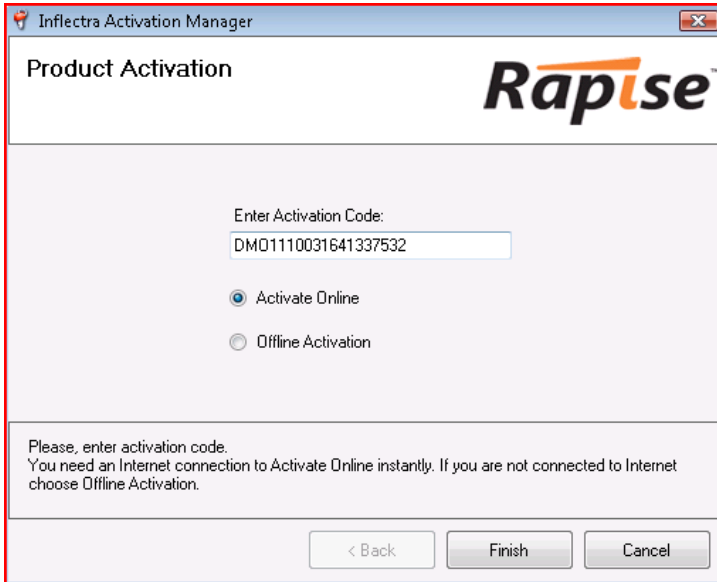 Inflectra Activation Manager
Product Activation
Rapise™
Enter Activation Code:
DMO1110031641337532
Activate Online
Offline Activation
Please, enter activation code.
You need an Internet connection to Activate Online instantly. If you are not connected to Internet
choose Offline Activation.
< Back
Finish
Cancel